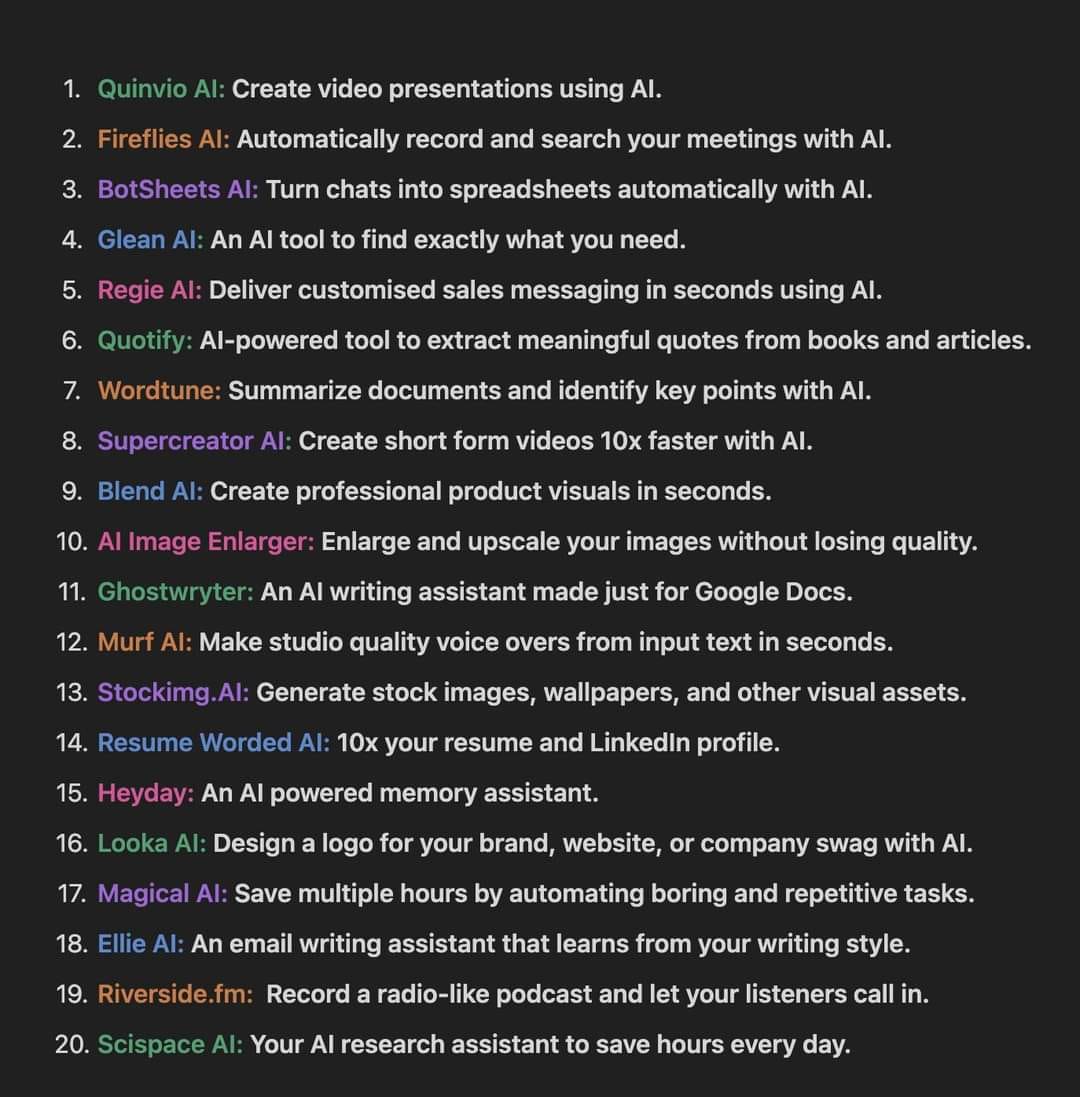 1. Quinvio AI: Create video presentations using AI.
2. Fireflies AI: Automatically record and search your meetings with AI.
3. BotSheets AI: Turn chats into spreadsheets automatically with AI.
4. Glean AI: An AI tool to find exactly what you need.
5. Regie AI: Deliver customised sales messaging in seconds using AI.
6. Quotify: AI-powered tool to extract meaningful quotes from books and articles.
7. Wordtune: Summarize documents and identify key points with AI.
8. Supercreator AI: Create short form videos 10x faster with AI.
9. Blend AI: Create professional product visuals in seconds.
10. AI Image Enlarger: Enlarge and upscale your images without losing quality.
11. Ghostwryter: An AI writing assistant made just for Google Docs.
12. Murf AI: Make studio quality voice overs from input text in seconds.
13. Stockimg.AI: Generate stock images, wallpapers, and other visual assets.
14. Resume Worded AI: 10x your resume and LinkedIn profile.
15. Heyday: An AI powered memory assistant.
16. Looka AI: Design a logo for your brand, website, or company swag with AI.
17. Magical AI: Save multiple hours by automating boring and repetitive tasks.
18. Ellie AI: An email writing assistant that learns from your writing style.
19. Riverside.fm: Record a radio-like podcast and let your listeners call in.
20. Scispace AI: Your AI research assistant to save hours every day.